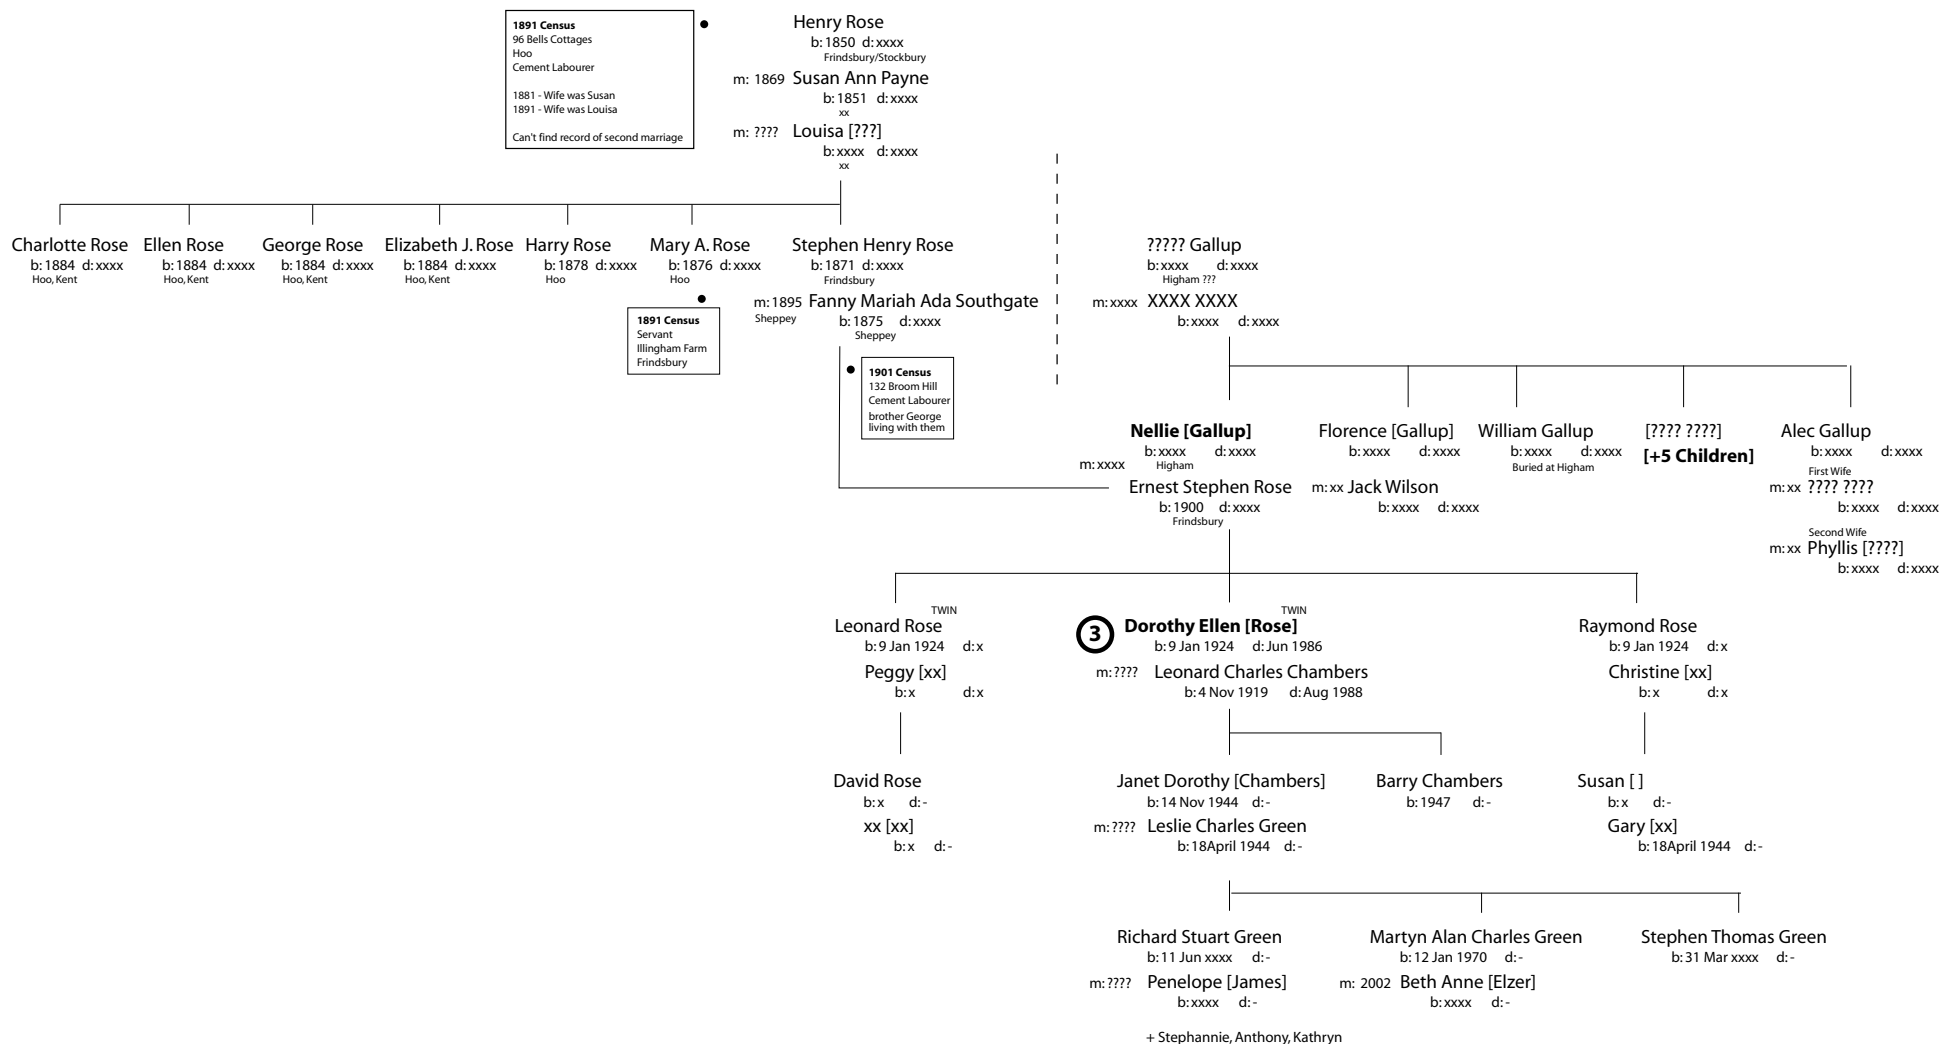 1891 Census
96 Bells Cottages
Hoo
Cement Labourer
1881 - Wife was Susan
1891 - Wife was Louisa
Can't find record of second marriage
Henry Rose
b: 1850 d: xxxx
Frindsbury/Stockbury
m: 1869 Susan Ann Payne
b: 1851 d: xxxx
xx
m: ???? Louisa [???]
b: xxxx d: xxxx
xx
Charlotte Rose
b: 1884 d: xxxx
Hoo, Kent
Ellen Rose
b: 1884 d: xxxx
Hoo, Kent
George Rose
b: 1884 d: xxxx
Hoo, Kent
Elizabeth J. Rose
b: 1884 d: xxxx
Hoo, Kent
Harry Rose
b: 1878 d: xxxx
Hoo
Mary A. Rose
b: 1876 d: xxxx
Hoo
1891 Census
Servant
Illingham Farm
Frindsbury
Stephen Henry Rose
b: 1871 d: xxxx
Frindsbury
m: 1895 Fanny Mariah Ada Southgate
Sheppey
b: 1875 d: xxxx
Sheppey
1901 Census
132 Broom Hill
Cement Labourer
brother George
living with them
????? Gallup
b: xxxx d: xxxx
Higham ???
m: xxxx XXXX XXXX
b: xxxx d: xxxx
Nellie [Gallup]
b: xxxx d: xxxx
m: xxxx Higham
Ernest Stephen Rose
b: 1900 d: xxxx
Frindsbury
Florence [Gallup]
b: xxxx d: xxxx
m: xx Jack Wilson
b: xxxx d: xxxx
William Gallup
b: xxxx d: xxxx
Buried at Higham
[???? ????]
[+5 Children]
Alec Gallup
b: xxxx d: xxxx
First Wife
m: xx ???? ????
b: xxxx d: xxxx
Second Wife
m: xx Phyllis [????]
b: xxxx d: xxxx
TWIN
Leonard Rose
b: 9 Jan 1924 d: x
Peggy [xx]
b: x d: x
TWIN
3 Dorothy Ellen [Rose]
b: 9 Jan 1924 d: Jun 1986
m: ???? Leonard Charles Chambers
b: 4 Nov 1919 d: Aug 1988
Raymond Rose
b: 9 Jan 1924 d: x
Christine [xx]
b: x d: x
David Rose
b: x d: -
xx [xx]
b: x d: -
Janet Dorothy [Chambers]
b: 14 Nov 1944 d: -
m: ???? Leslie Charles Green
b: 18April 1944 d: -
Barry Chambers
b: 1947 d: -
Susan [ ]
b: x d: -
Gary [xx]
b: 18April 1944 d: -
Richard Stuart Green
b: 11 Jun xxxx d: -
m: ???? Penelope [James]
b: xxxx d: -
+ Stephannie, Anthony, Kathryn
Martyn Alan Charles Green
b: 12 Jan 1970 d: -
m: 2002 Beth Anne [Elzer]
b: xxxx d: -
Stephen Thomas Green
b: 31 Mar xxxx d: -